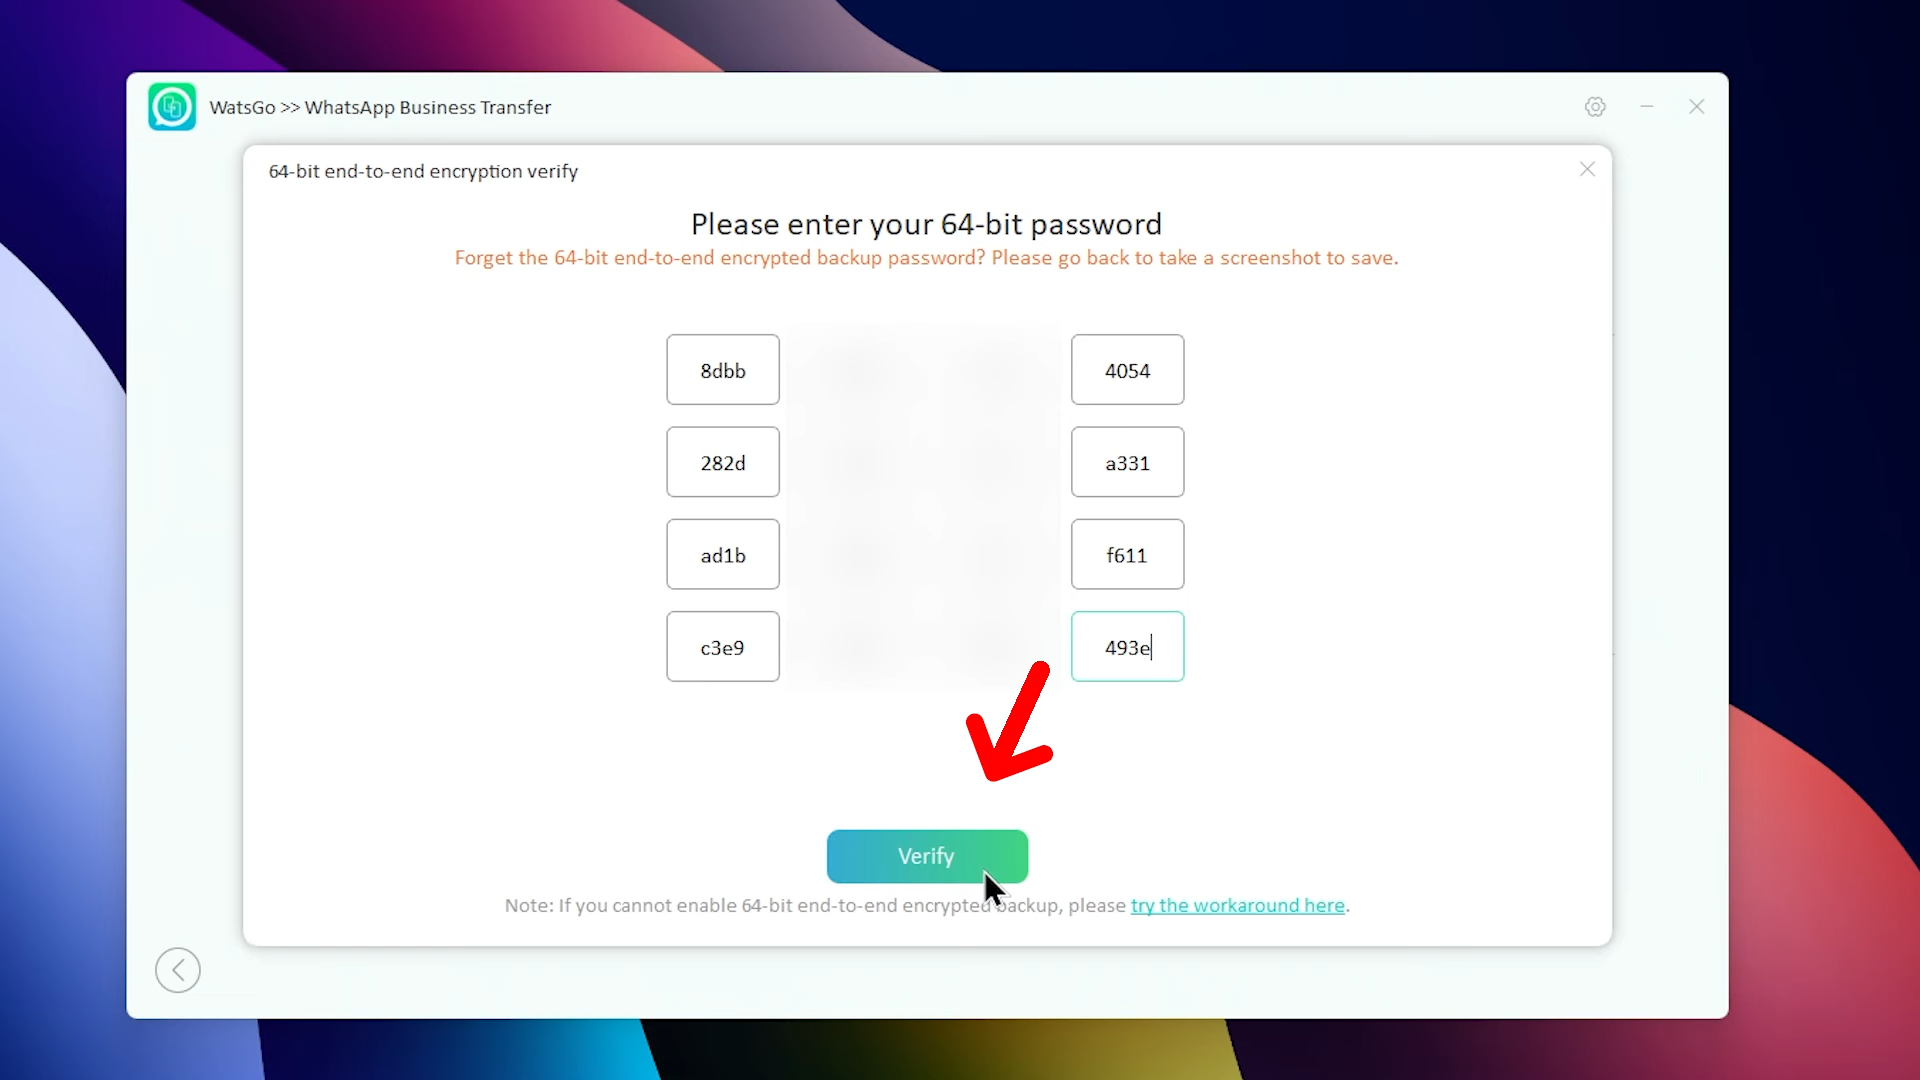 WatsGo >> WhatsApp Business Transfer
64-bit end-to-end encryption verify
Please enter your 64-bit password
Forget the 64-bit end-to-end encrypted backup password? Please go back to take a screenshot to save.
8dbb 4054
282d a331
ad1b f611
c3e9 493e
Verify
Note: If you cannot enable 64-bit end-to-end encrypted backup, please try the workaround here.